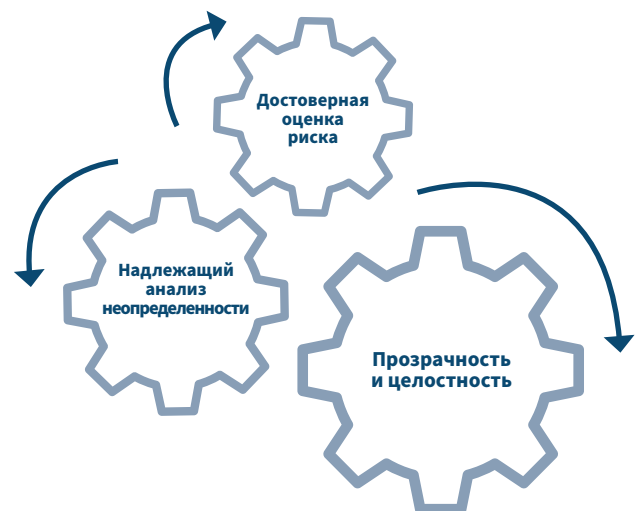 Достоверная
оценка
риска
Надлежащий
анализ
неопределенности
Прозрачность
и целостность